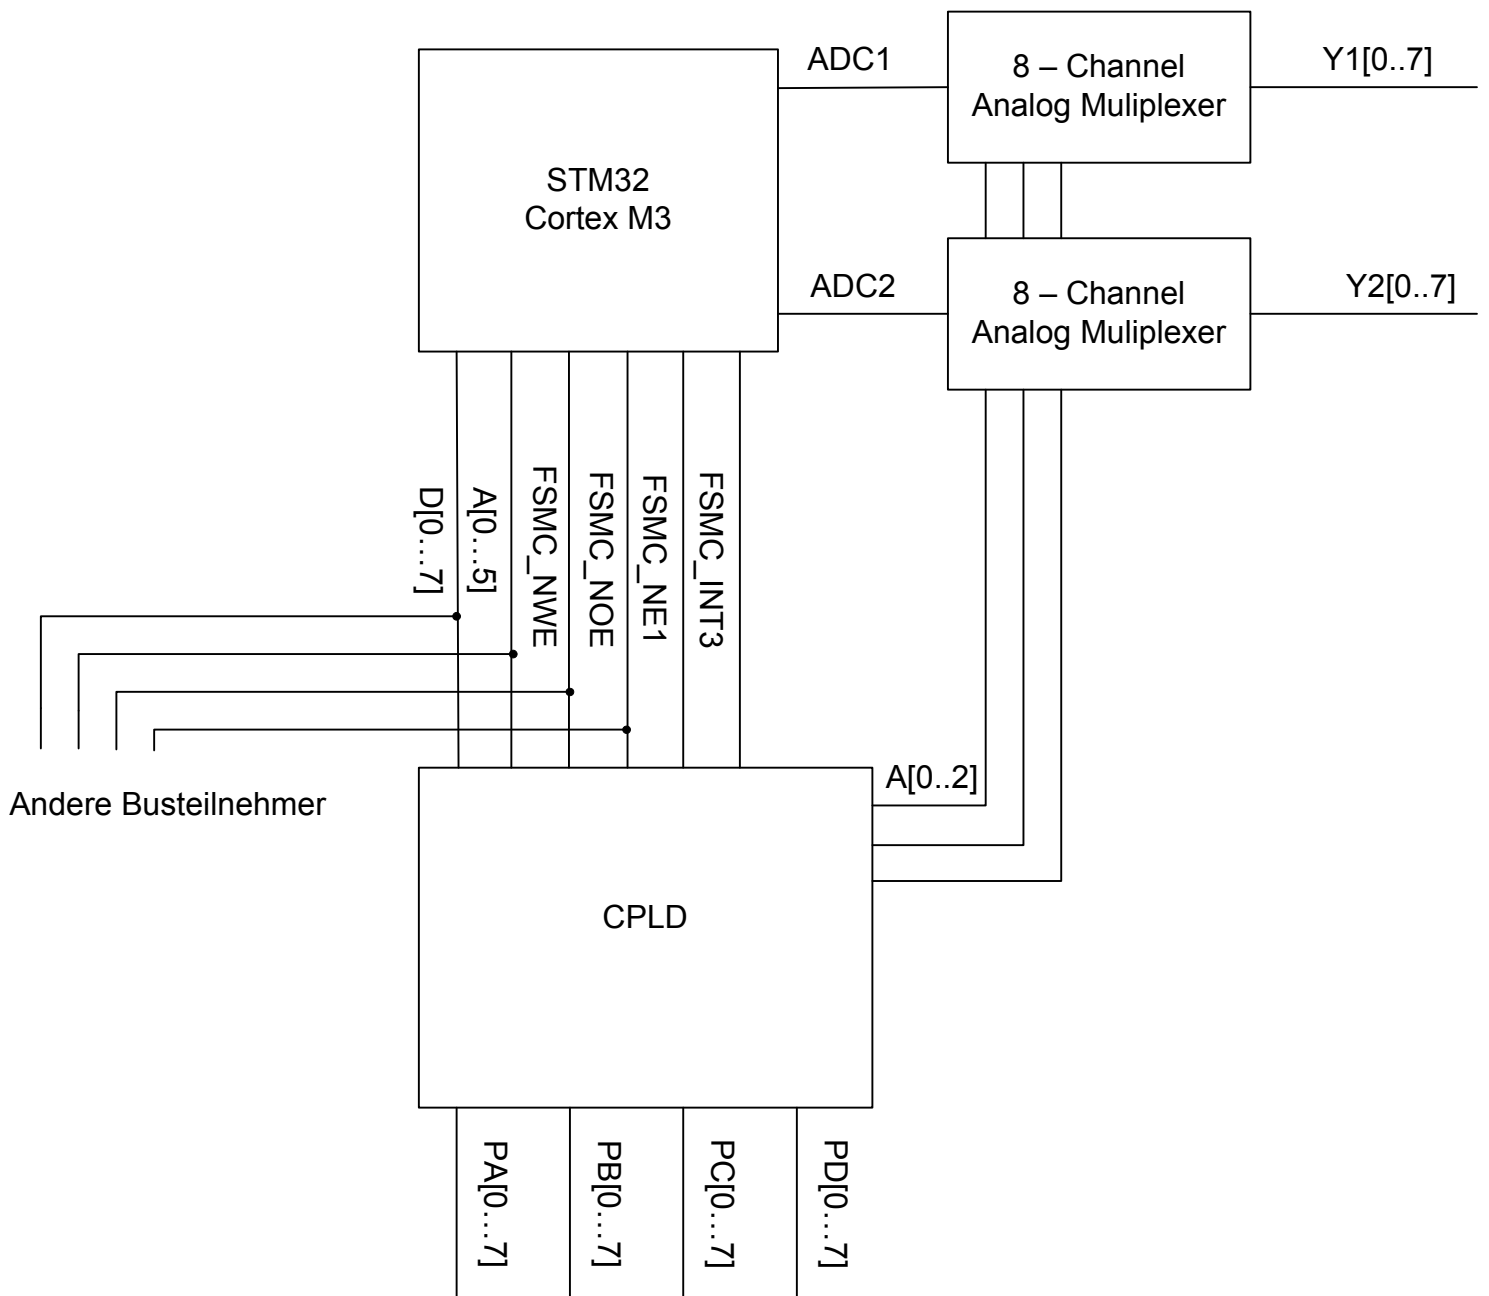 ADC1
8 – Channel
Analog Muliplexer
Y1[0..7]
STM32
Cortex M3
ADC2
8 – Channel
Analog Muliplexer
Y2[0..7]
D[0....7]
A[0....5]
FSMC_NWE
FSMC_NOE
FSMC_NE1
FSMC_INT3
Andere Busteilnehmer
A[0..2]
CPLD
PA[0....7]
PB[0....7]
PC[0....7]
PD[0....7]